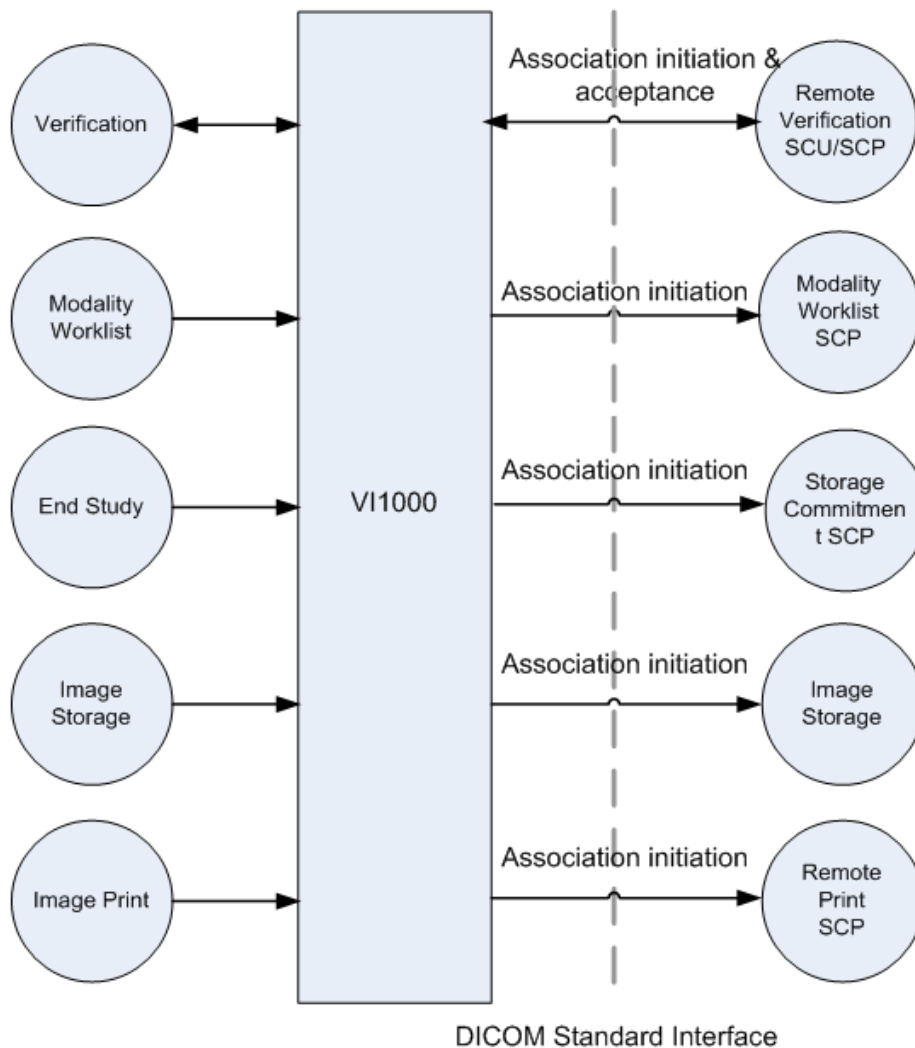 Verification
Association initiation &
acceptance
Remote
Verification
SCU/SCP
Modality
Worklist
Association initiation
Modality
Worklist
SCP
End Study
VI1000
Association initiation
Storage
Commitmen
t SCP
Image
Storage
Association initiation
Image
Storage
Image Print
Association initiation
Remote
Print
SCP
DICOM Standard Interface